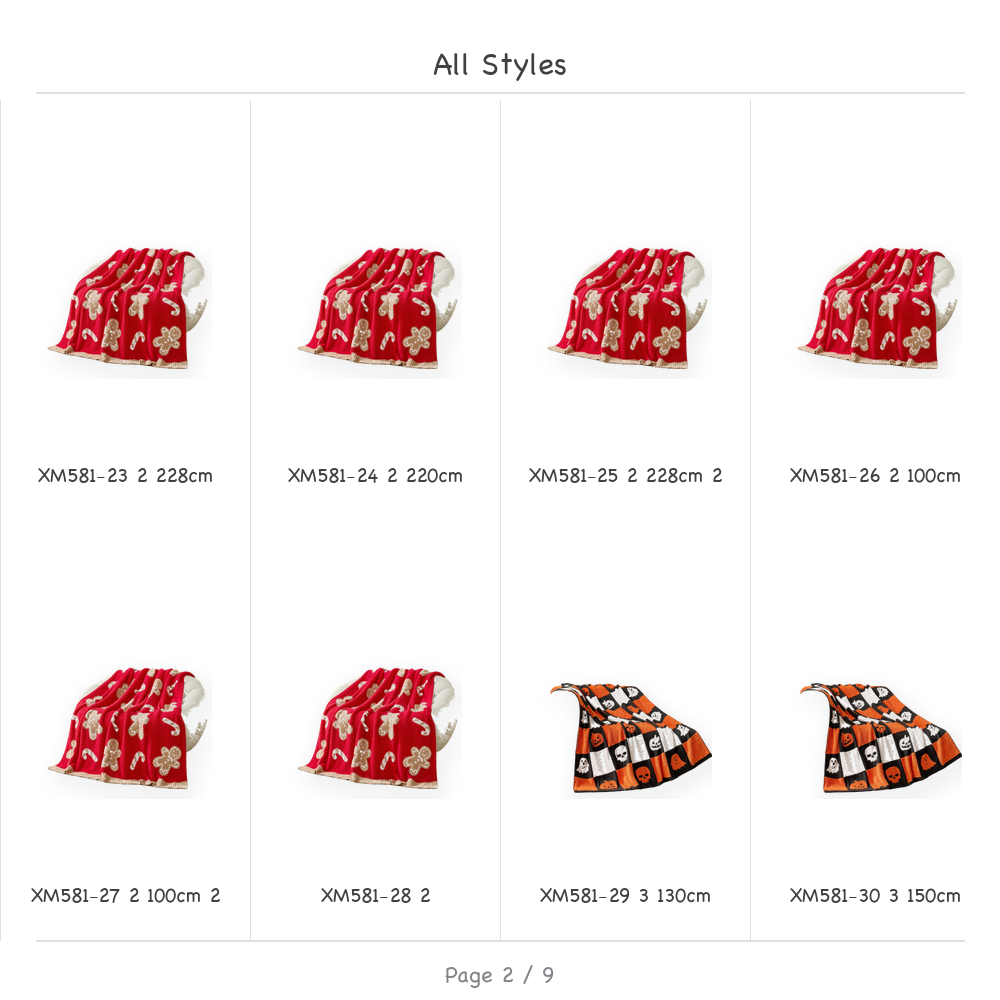 All Styles
XM581-23 2 228cm
XM581-24 2 220cm
XM581-25 2 228cm 2
XM581-26 2 100cm
XM581-27 2 100cm 2
XM581-28 2
XM581-29 3 130cm
XM581-30 3 150cm
Page 2 / 9